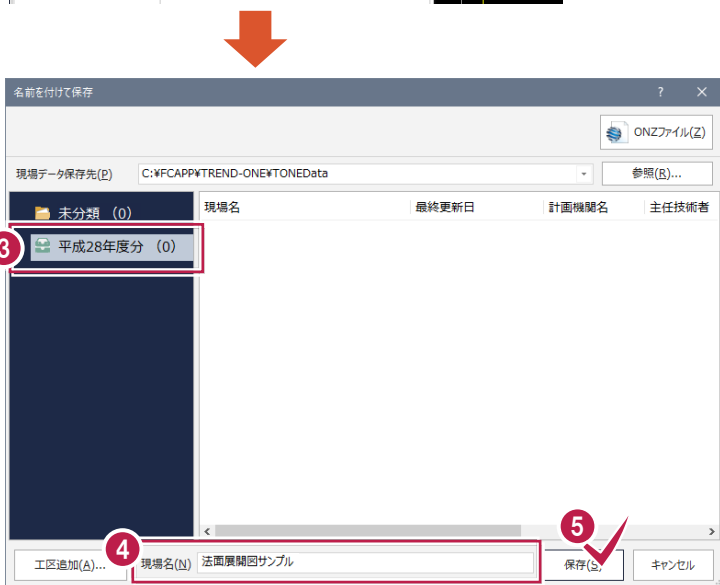 名前を付けて保存 ? ×
ONZファイル(Z)
現場データ保存先(P) C:¥FCAPP¥TREND-ONE¥TONEData 参照(R)...
未分類 (0) 現場名 最終更新日 計画機関名 主任技術者
3 平成28年度分 (0)
5
4
工区追加(A)... 現場名(N) 法面展開図サンプル 保存(S) キャンセル